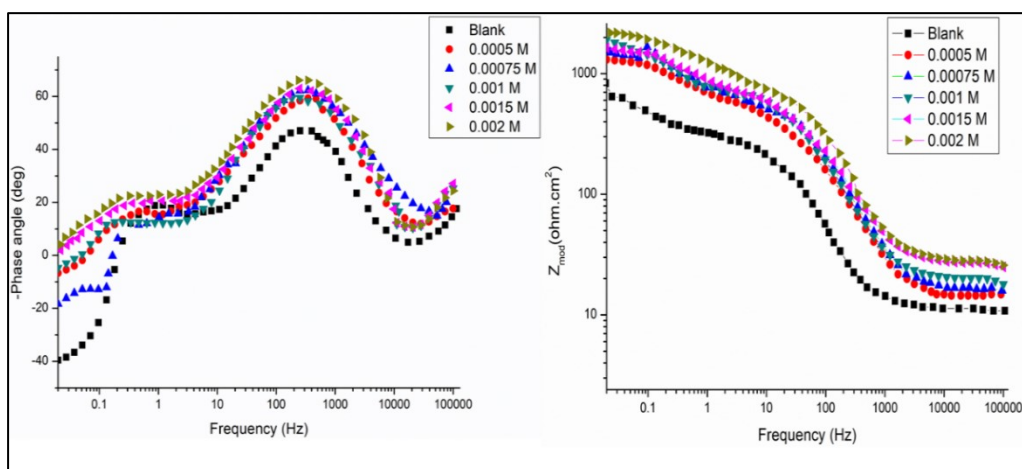 -Phase angle (deg)
60
40
20
0
-20
-40
0.1 1 10 100 1000 10000 100000
Frequency (Hz)
Blank
0.0005 M
0.00075 M
0.001 M
0.0015 M
0.002 M
Zmod(ohm.cm2)
1000
100
10
0.1 1 10 100 1000 10000 100000
Frequency (Hz)
Blank
0.0005 M
0.00075 M
0.001 M
0.0015 M
0.002 M